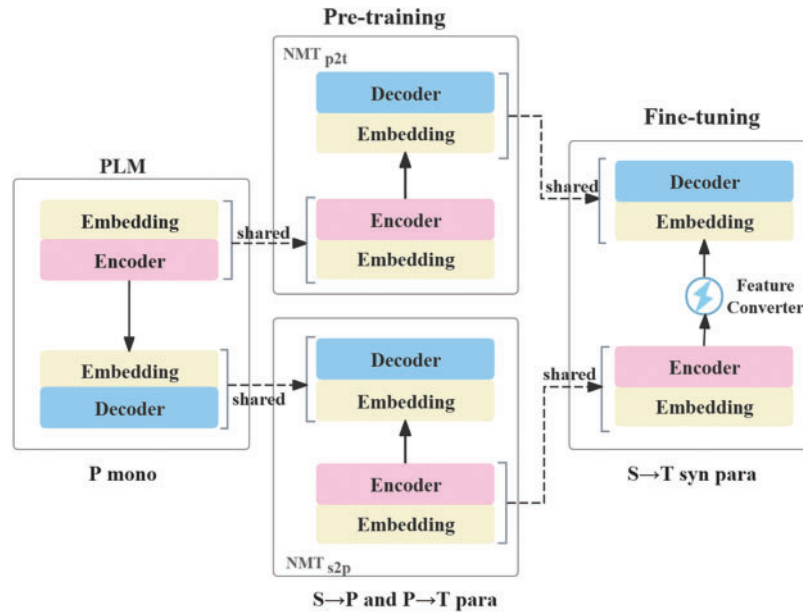 Pre-training
NMT p2t
Decoder
Embedding
Encoder
Embedding
PLM
Embedding
Encoder
Embedding
Decoder
P mono
shared
shared
Decoder
Embedding
Encoder
Embedding
NMT s2p
S→P and P→T para
Fine-tuning
shared
Decoder
Embedding
Feature
Converter
shared
Encoder
Embedding
S→T syn para